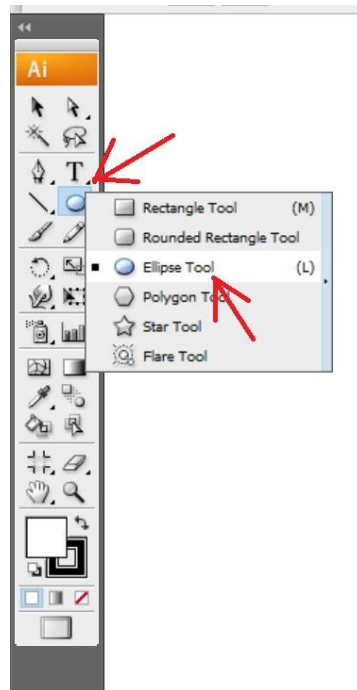 Ai
T
Rectangle Tool (M)
Rounded Rectangle Tool
Ellipse Tool (L)
Polygon Tool
Star Tool
Flare Tool